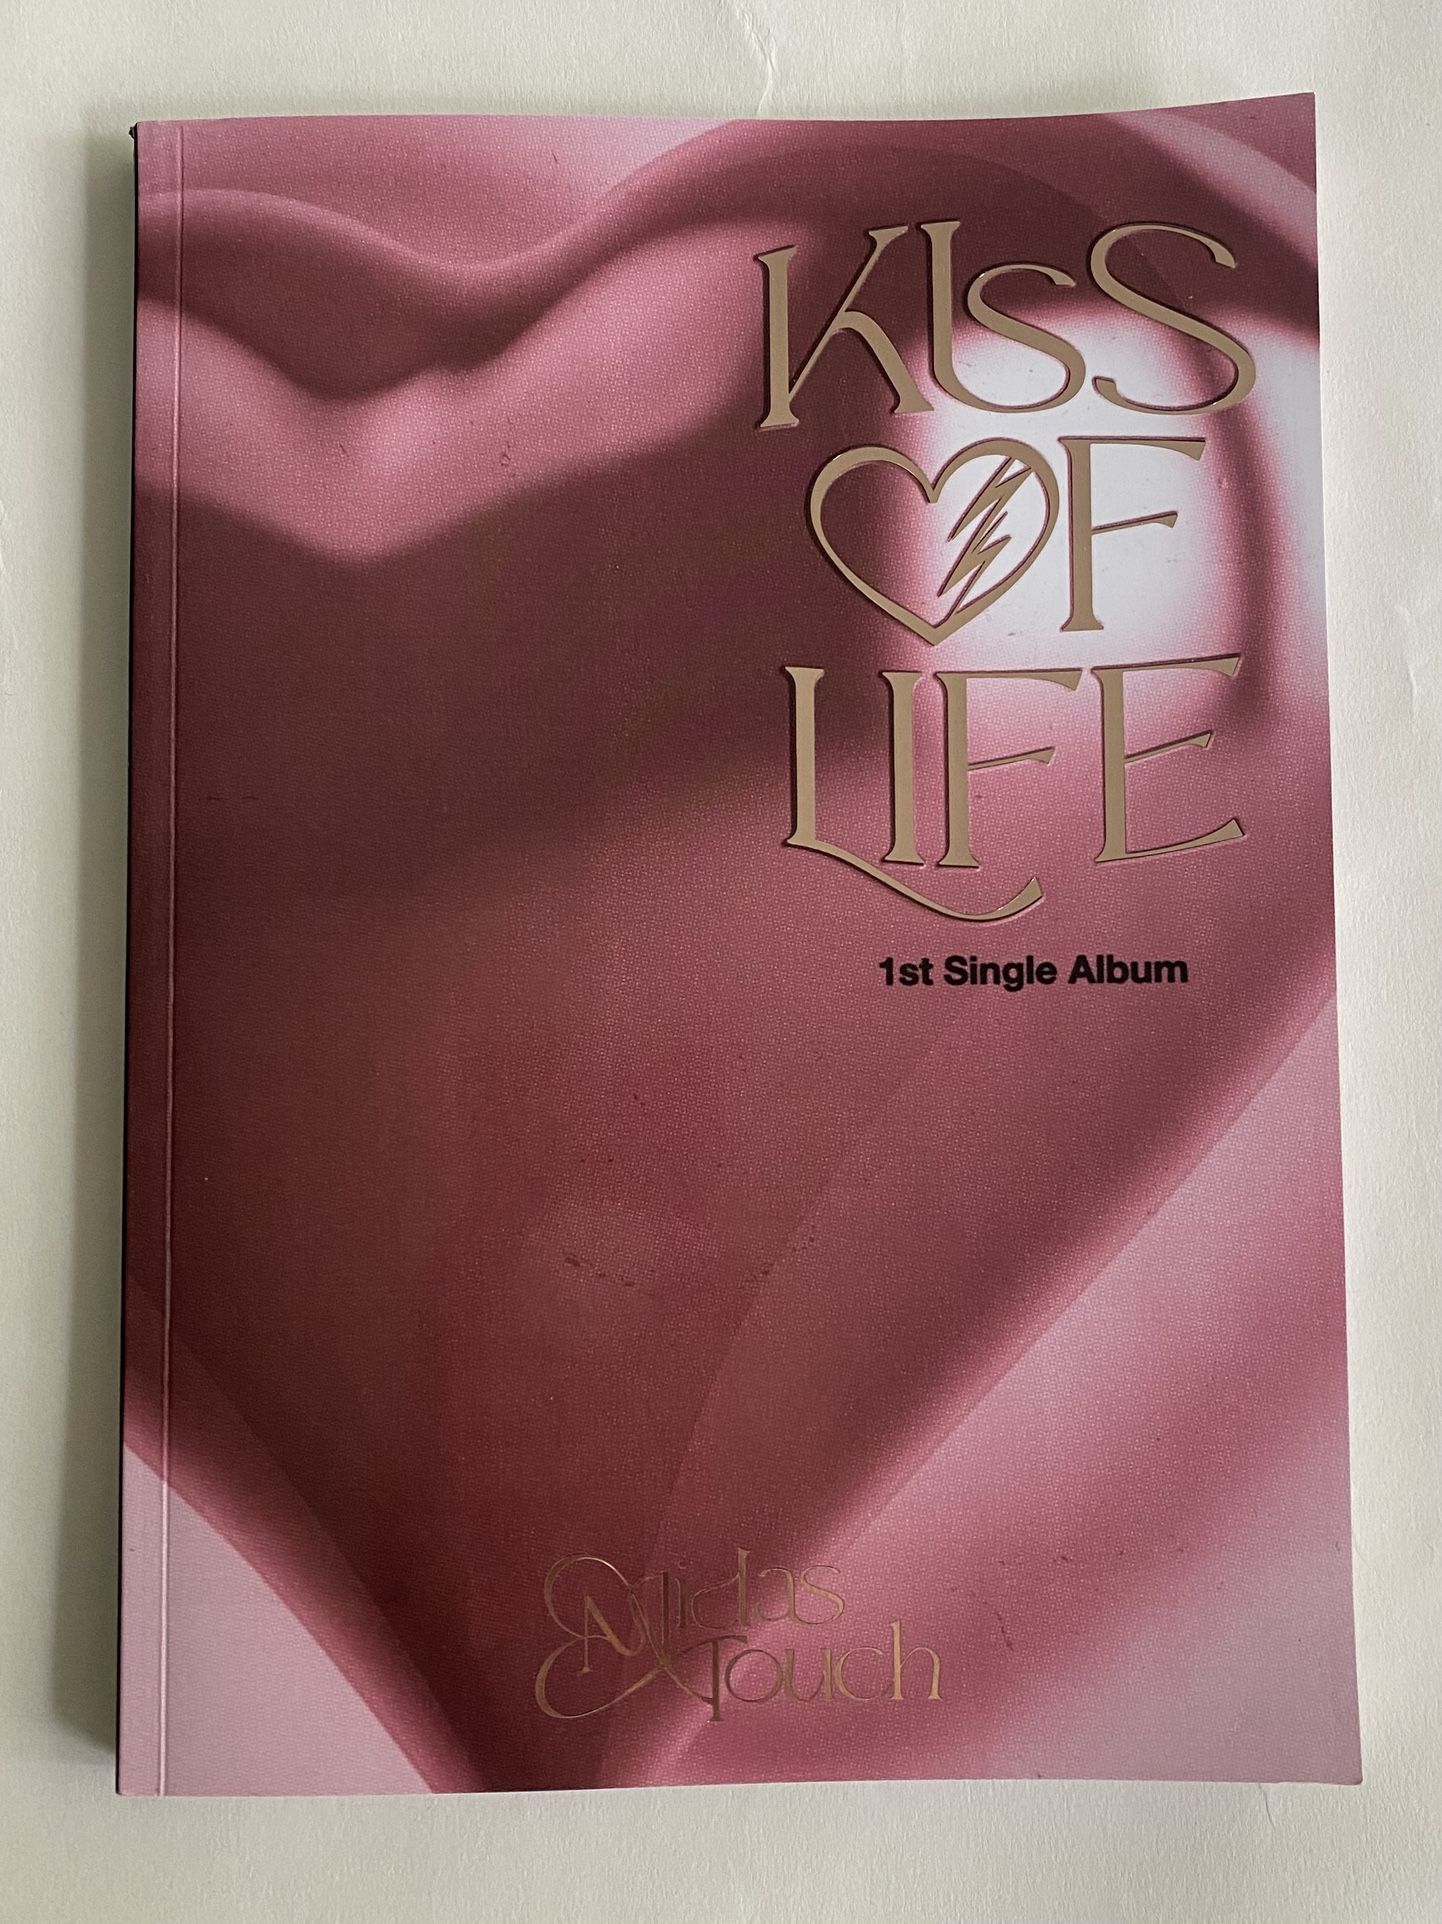 KISS
OF
LIFE
1st Single Album
Midas
Touch